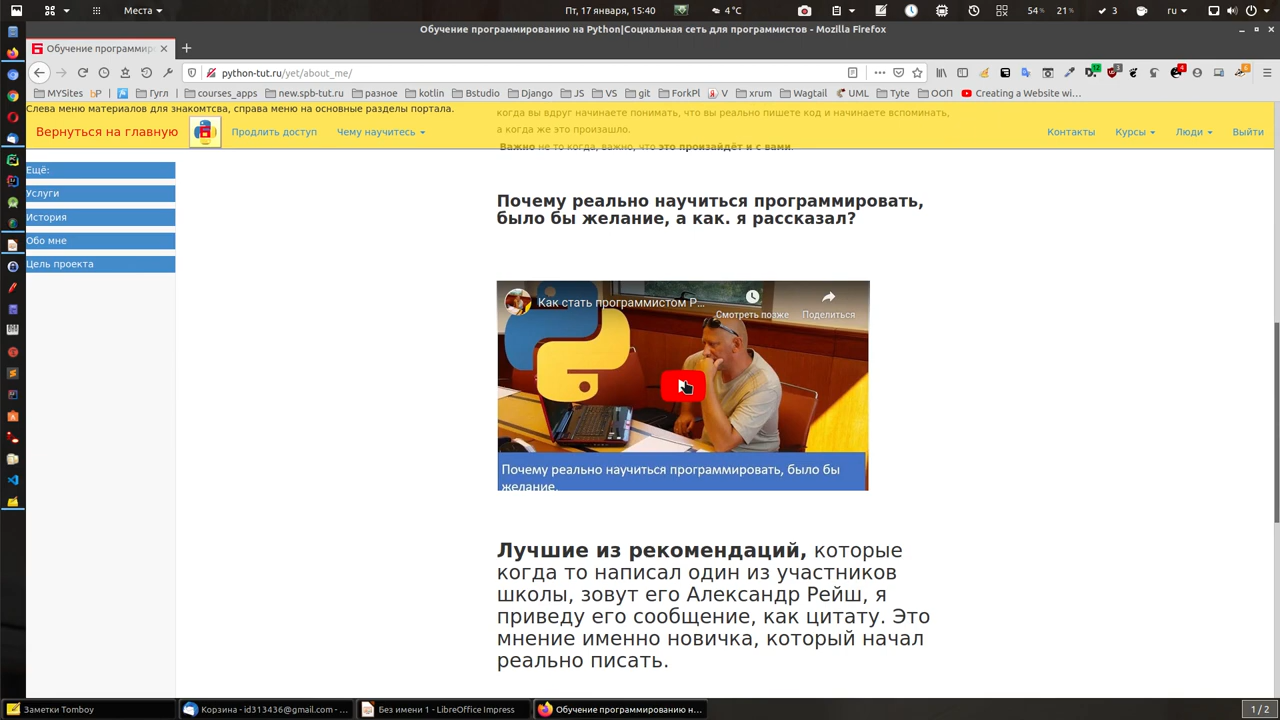 Места
Пт, 17 января, 15:40
4°C
54%
21%
3
ru
Обучение программированию на Python|Социальная сеть для программистов - Mozilla Firefox
Обучение программир
python-tut.ru/yet/about_me/
MYSites
Гугл
courses_apps
new.spb-tut.ru
разное
kotlin
Bstudio
Django
JS
VS
git
ForkPl
V
xrum
Wagtail
UML
Tyte
ООП
Creating a Website wi…
Слева меню материалов для знакомтсва, справа меню на основные разделы портала.
Вернуться на главную
Продлить доступ
Чему научитесь
Контакты
Курсы
Люди
Выйти
когда вы вдруг начинаете понимать, что вы реально пишете код и начинаете вспоминать,
а когда же это произашло.
Важно не то когда, важно, что это произайдёт и с вами.
Ещё:
Услуги
История
Обо мне
Цель проекта
Почему реально научиться программировать,
было бы желание, а как. я рассказал?
Как стать программистом P…
Смотреть позже
Поделиться
Почему реально научиться программировать, было бы
желание.
Лучшие из рекомендаций, которые
когда то написал один из участников
школы, зовут его Александр Рейш, я
приведу его сообщение, как цитату. Это
мнение именно новичка, который начал
реально писать.
Заметки Tomboy
Корзина - id313436@gmail.com - …
Без имени 1 - LibreOffice Impress
Обучение программированию н…
1 / 2